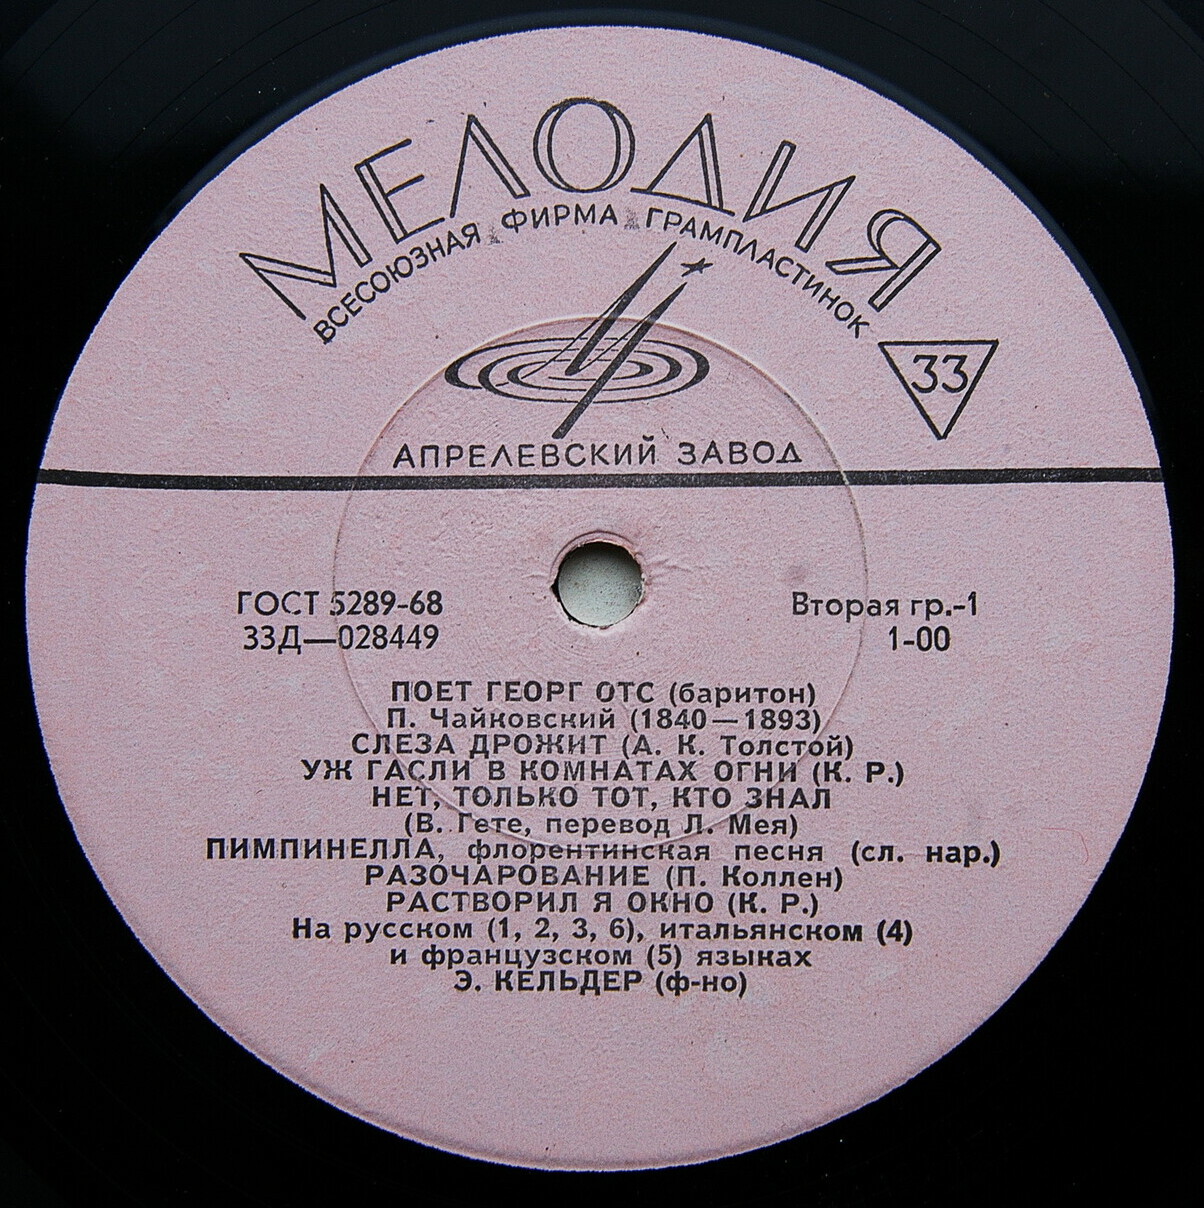 МЕЛОДИЯ
ВСЕСОЮЗНАЯ ФИРМА ГРАМПЛАСТИНОК
33
АПРЕЛЕВСКИЙ ЗАВОД
ГОСТ 5289-68
Вторая гр.-1
33Д—028449
1-00
ПОЕТ ГЕОРГ ОТС (баритон)
П. Чайковский (1840—1893)
СЛЕЗА ДРОЖИТ (А. К. Толстой)
УЖ ГАСЛИ В КОМНАТАХ ОГНИ (К. Р.)
НЕТ, ТОЛЬКО ТОТ, КТО ЗНАЛ
(В. Гете, перевод Л. Мея)
ПИМПИНЕЛЛА, флорентинская песня (сл. нар.)
РАЗОЧАРОВАНИЕ (П. Коллен)
РАСТВОРИЛ Я ОКНО (К. Р.)
На русском (1, 2, 3, 6), итальянском (4)
и французском (5) языках
Э. КЕЛЬДЕР (ф-но)